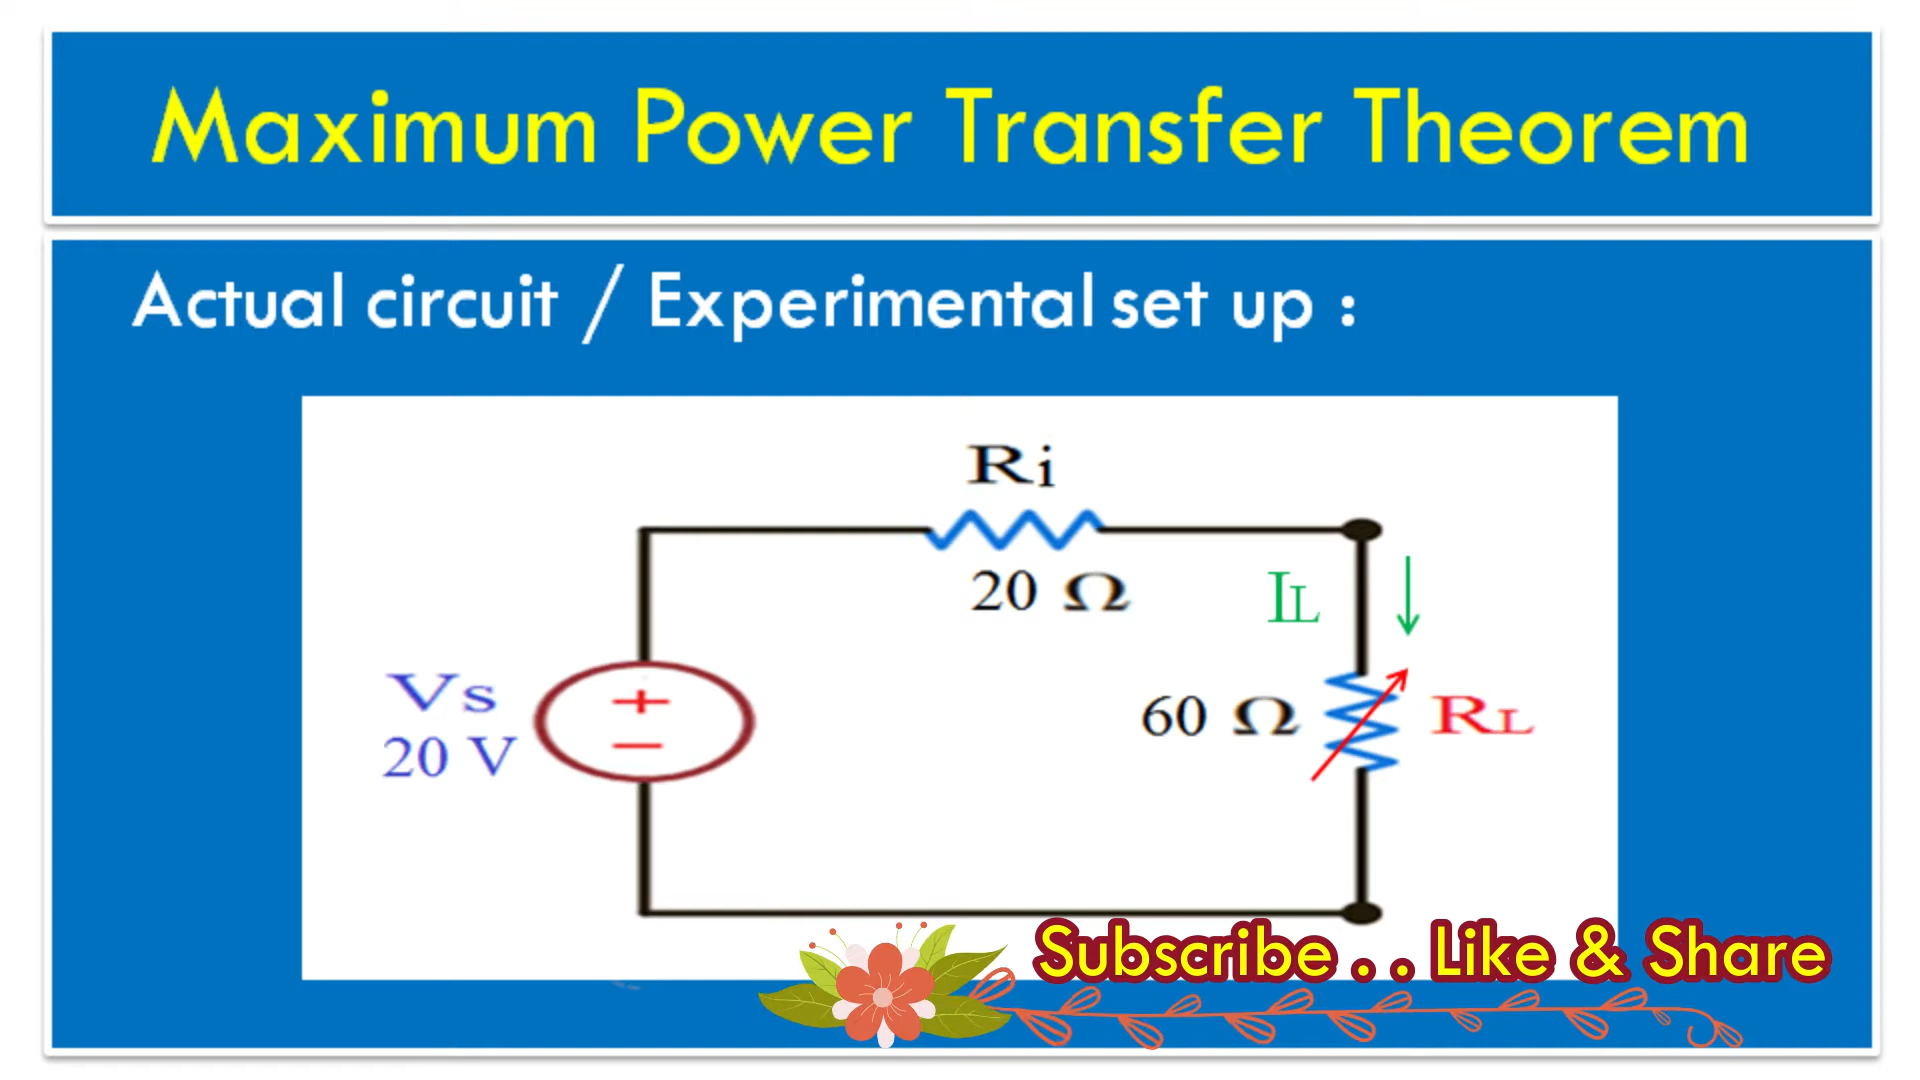 Maximum Power Transfer Theorem
Actual circuit / Experimental set up :
Ri
20 Ω
IL
Vs
20 V
+
−
60 Ω
RL
Subscribe . . Like & Share